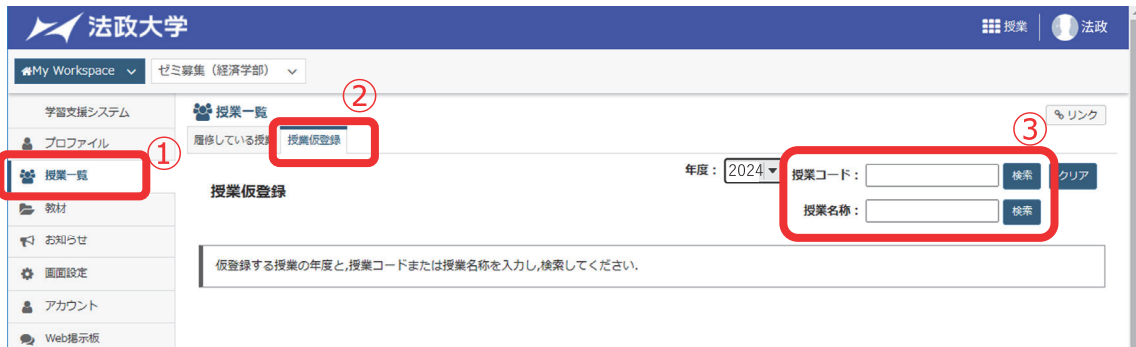 法政大学
授業
法政
My Workspace
ゼミ募集（経済学部）
②
学習支援システム
授業一覧
③
リンク
プロファイル
①
履修している授業
授業仮登録
授業一覧
年度： 2024
授業コード：
検索
クリア
授業仮登録
教材
授業名称：
検索
お知らせ
仮登録する授業の年度と,授業コードまたは授業名称を入力し,検索してください.
画面設定
アカウント
Web掲示板